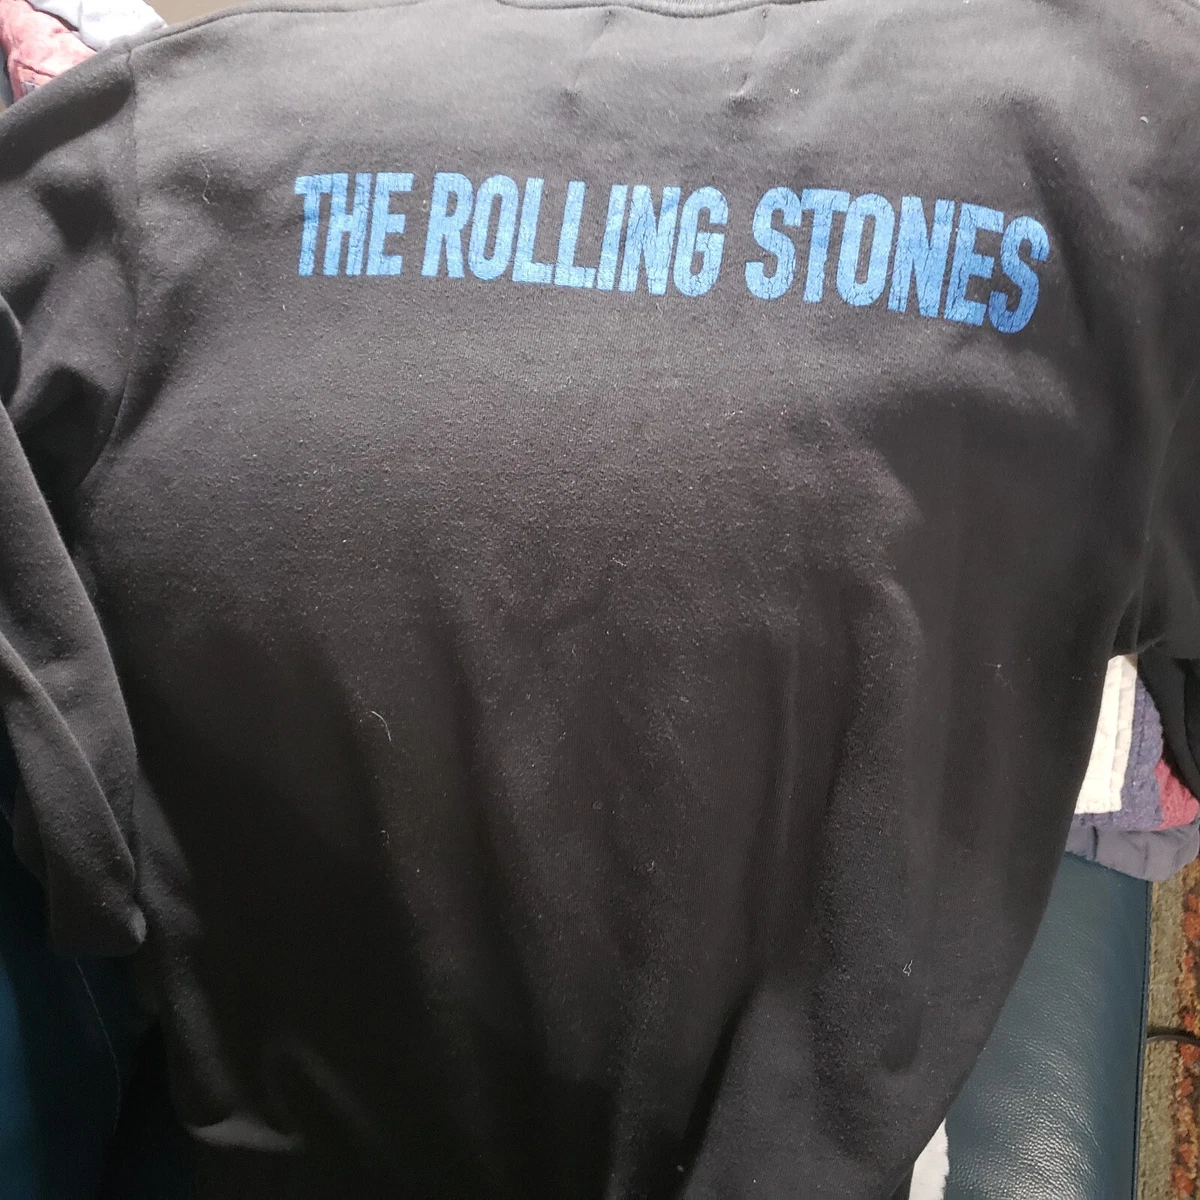 THE ROLLING STONES